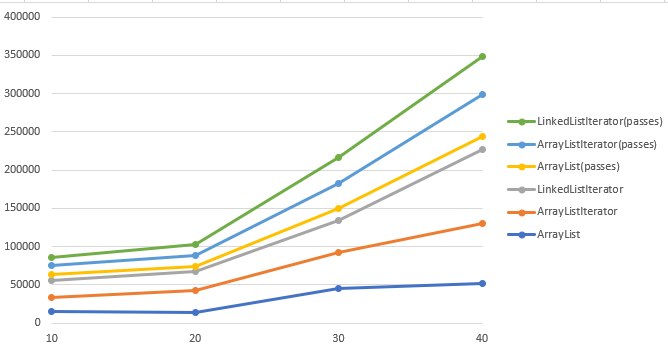 400000
350000
300000
250000
200000
150000
100000
50000
0
10 20 30 40
LinkedListIterator(passes)
ArrayListIterator(passes)
ArrayList(passes)
LinkedListIterator
ArrayListIterator
ArrayList